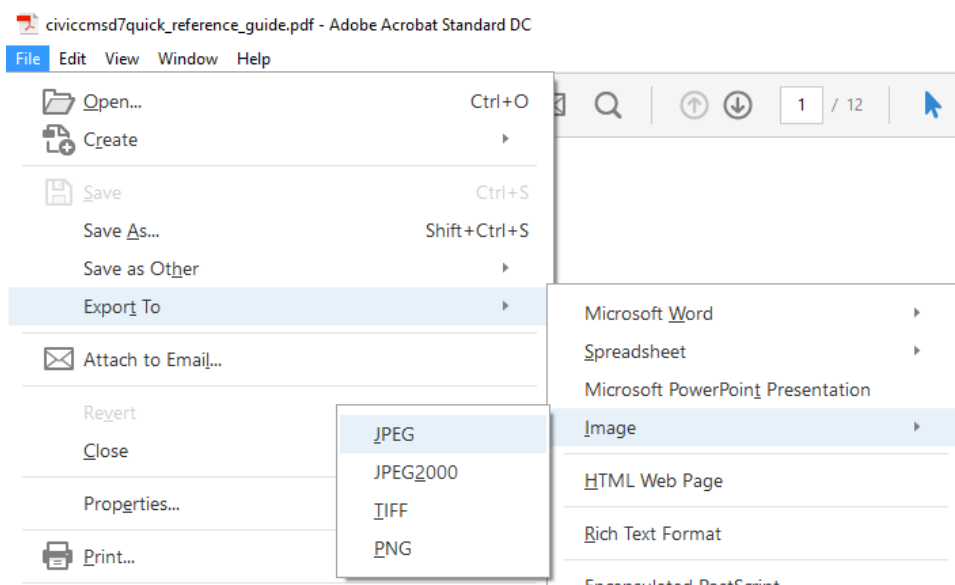 civiccmsd7quick_reference_guide.pdf - Adobe Acrobat Standard DC
File Edit View Window Help
1 / 12
Open... Ctrl+O
Create
Save Ctrl+S
Save As... Shift+Ctrl+S
Save as Other
Export To
Attach to Email...
Revert
Close
Properties...
Print...
Microsoft Word
Spreadsheet
Microsoft PowerPoint Presentation
Image
HTML Web Page
Rich Text Format
Encapsulated PostScript
JPEG
JPEG2000
TIFF
PNG